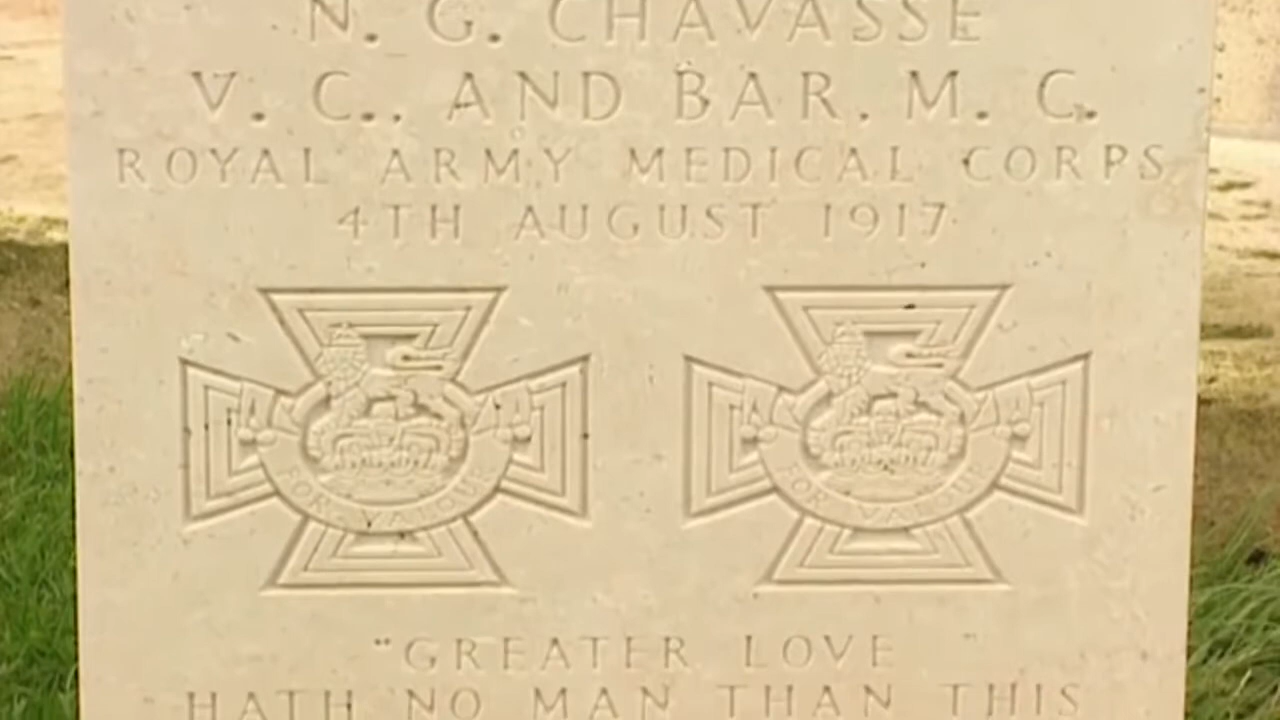 N. G. CHAVASSE
V. C., AND BAR. M. C.
ROYAL ARMY MEDICAL CORPS
4TH AUGUST 1917
FOR VALOUR
FOR VALOUR
"GREATER LOVE
HATH NO MAN THAN THIS